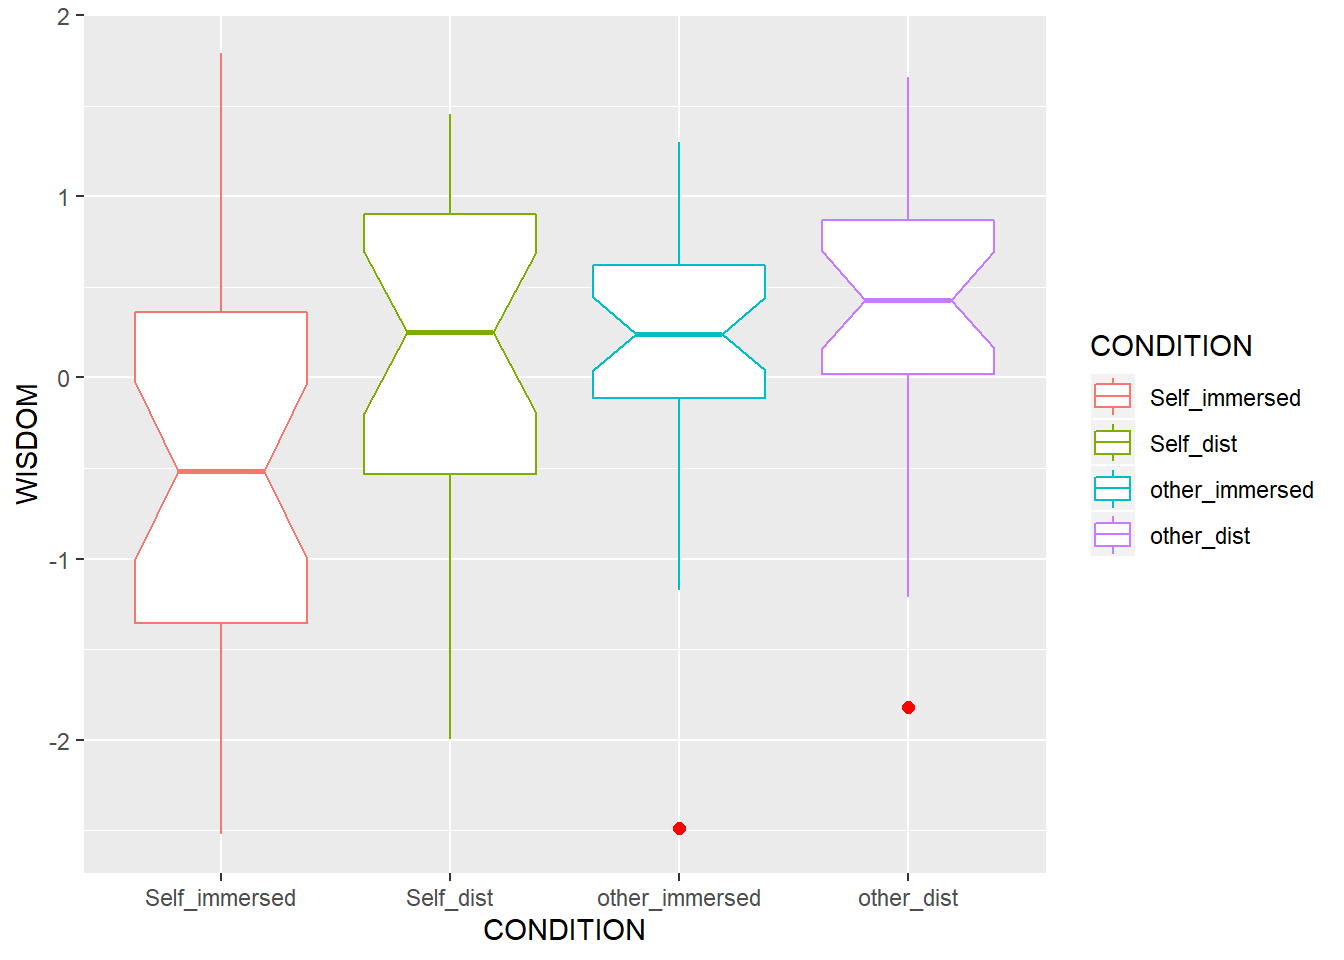 2
1
0
-1
-2
WISDOM
Self_immersed
Self_dist
other_immersed
other_dist
CONDITION
CONDITION
Self_immersed
Self_dist
other_immersed
other_dist